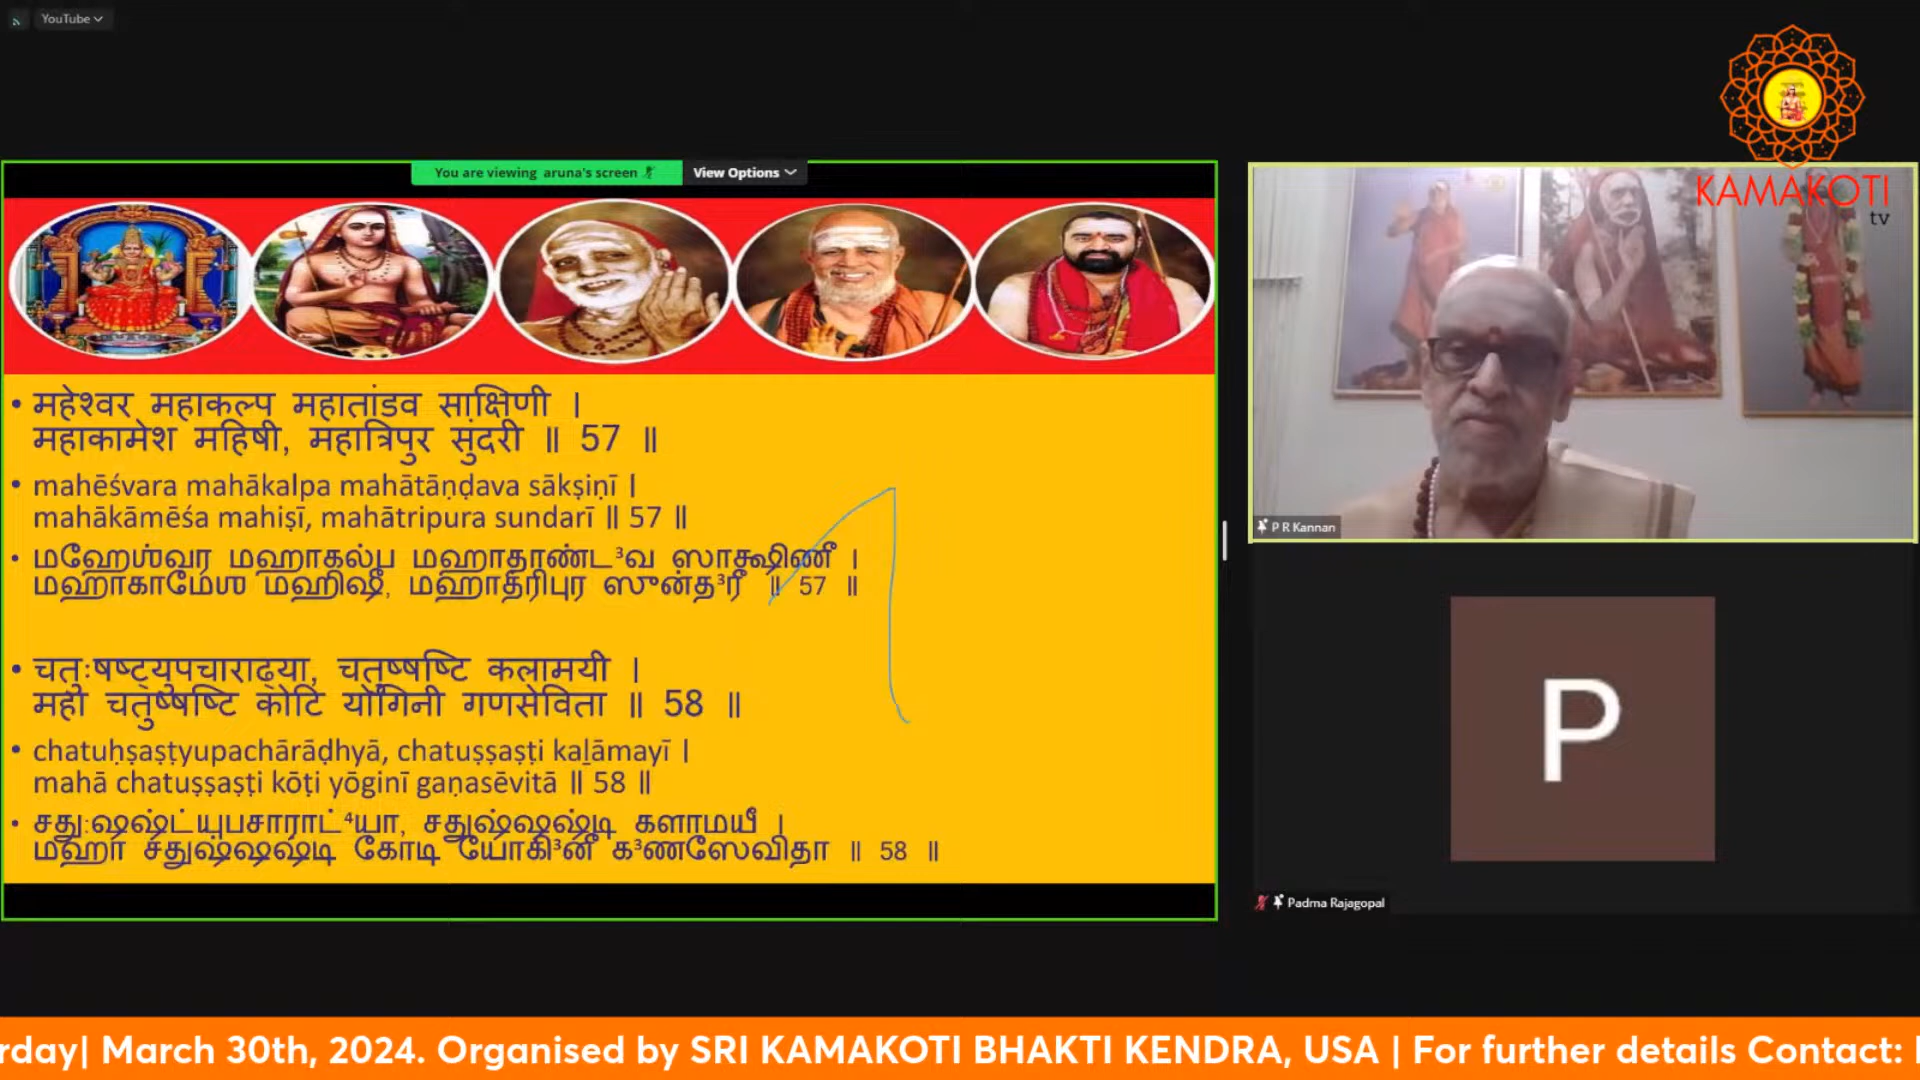 YouTube
You are viewing aruna's screen
View Options
KAMAKOTI
tv
• महेश्वर महाकल्प महातांडव साक्षिणी |
महाकामेश महिषी, महात्रिपुर सुंदरी ॥ 57 ॥
• mahēśvara mahākalpa mahātāṇḍava sākṣiṇī |
mahākāmēśa mahiṣī, mahātripura sundarī ॥ 57 ॥
• மஹேஶ்வர மஹாகல்ப மஹாதாண்ட³வ ஸாக்ஷிணீ |
மஹாகாமேஶ மஹிஷீ, மஹாத்ரிபுர ஸுன்த³ரீ ॥ 57 ॥
• चतुःषष्ट्युपचाराढ्या, चतुष्षष्टि कलामयी |
महा चतुष्षष्टि कोटि योगिनी गणसेविता ॥ 58 ॥
• chatuḥṣaṣṭyupachārāḍhyā, chatuṣṣaṣṭi kaḻāmayī |
mahā chatuṣṣaṣṭi kōṭi yōginī gaṇasēvitā ॥ 58 ॥
• சது:ஷஷ்ட்யுபசாராட்⁴யா, சதுஷ்ஷஷ்டி களாமயீ |
மஹா சதுஷ்ஷஷ்டி கோடி யோகி³னீ க³ணஸேவிதா ॥ 58 ॥
P R Kannan
P
Padma Rajagopal
rday| March 30th, 2024. Organised by SRI KAMAKOTI BHAKTI KENDRA, USA | For further details Contact: